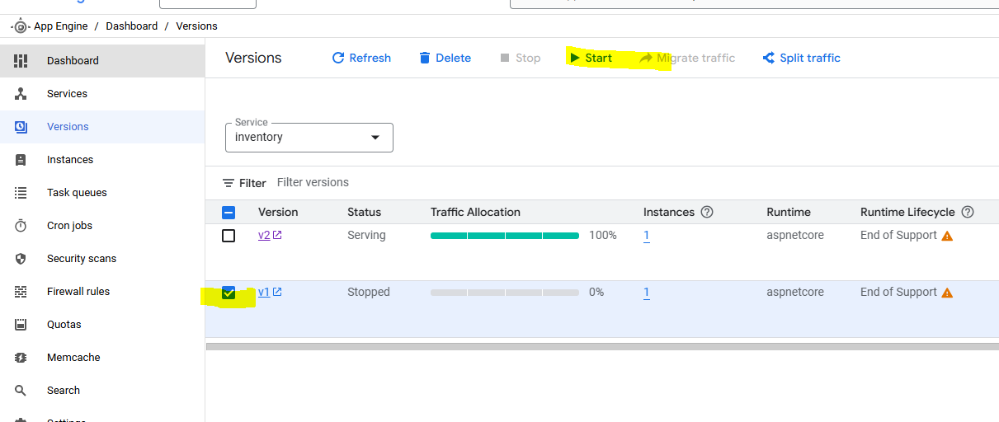 App Engine / Dashboard / Versions
Dashboard
Services
Versions
Instances
Task queues
Cron jobs
Security scans
Firewall rules
Quotas
Memcache
Search
Versions Refresh Delete Stop Start Migrate traffic Split traffic
Service
inventory
Filter Filter versions
Version Status Traffic Allocation Instances Runtime Runtime Lifecycle
v2 Serving 100% 1 aspnetcore End of Support
v1 Stopped 0% 1 aspnetcore End of Support